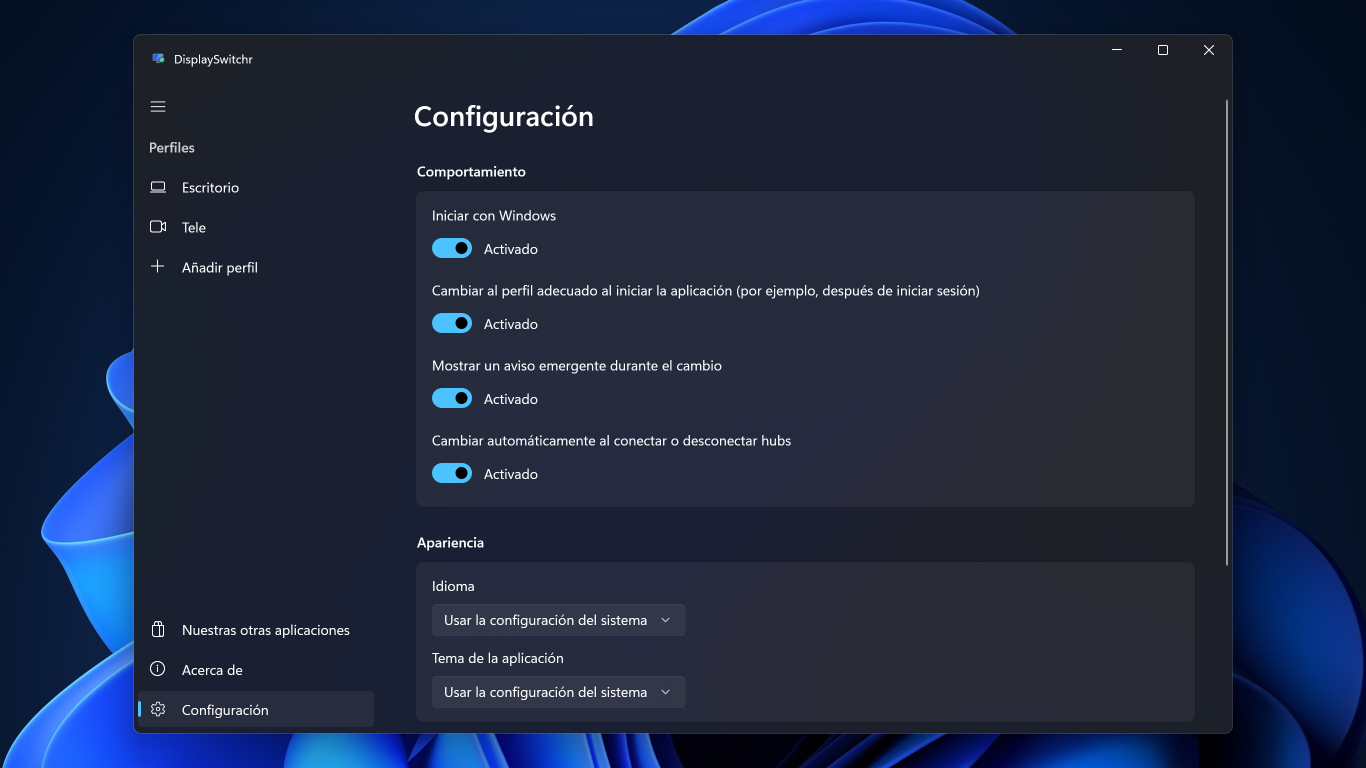 DisplaySwitchr
Perfiles
Escritorio
Tele
Añadir perfil
Nuestras otras aplicaciones
Acerca de
Configuración
Configuración
Comportamiento
Iniciar con Windows
Activado
Cambiar al perfil adecuado al iniciar la aplicación (por ejemplo, después de iniciar sesión)
Activado
Mostrar un aviso emergente durante el cambio
Activado
Cambiar automáticamente al conectar o desconectar hubs
Activado
Apariencia
Idioma
Usar la configuración del sistema
Tema de la aplicación
Usar la configuración del sistema